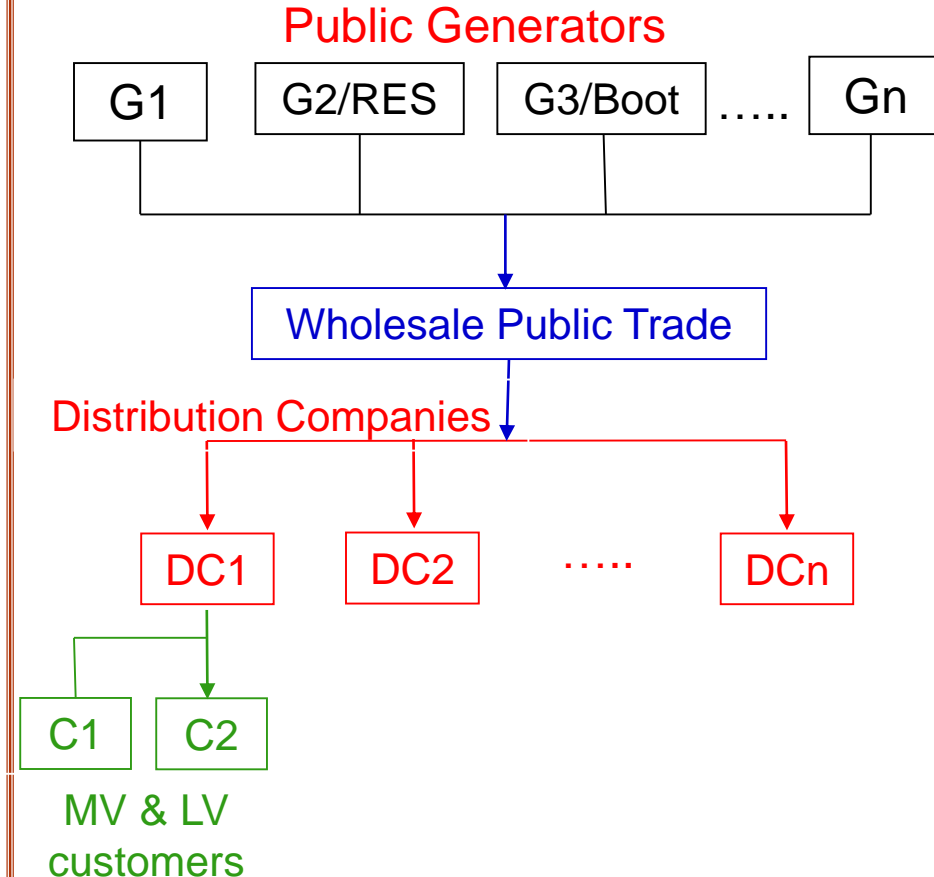 Public Generators
G1
G2/RES
G3/Boot
.....
Gn
Wholesale Public Trade
Distribution Companies
DC1
DC2
.....
DCn
C1
C2
MV & LV
customers